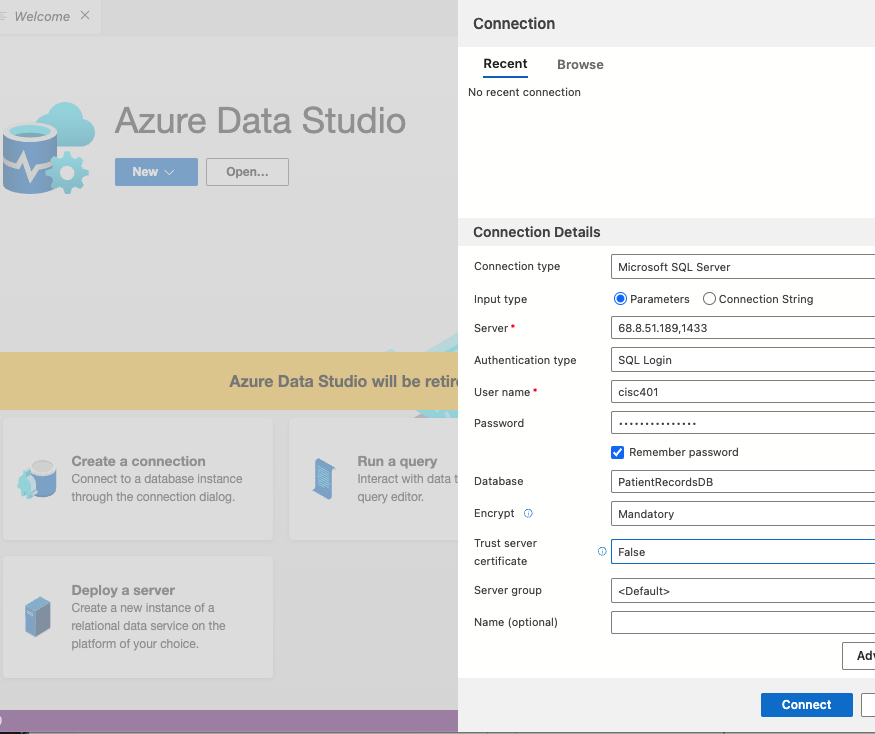 Welcome
Connection
Recent
Browse
No recent connection
Azure Data Studio
New
Open...
Connection Details
Connection type
Microsoft SQL Server
Input type
Parameters
Connection String
Server*
68.8.51.189,1433
Authentication type
SQL Login
Azure Data Studio will be retire
User name*
cisc401
Password
•••••••••••••••
Remember password
Create a connection
Connect to a database instance
through the connection dialog.
Run a query
Interact with data t
query editor.
Database
PatientRecordsDB
Encrypt
Mandatory
Trust server
certificate
False
Deploy a server
Create a new instance of a
relational data service on the
platform of your choice.
Server group
<Default>
Name (optional)
Adv
Connect